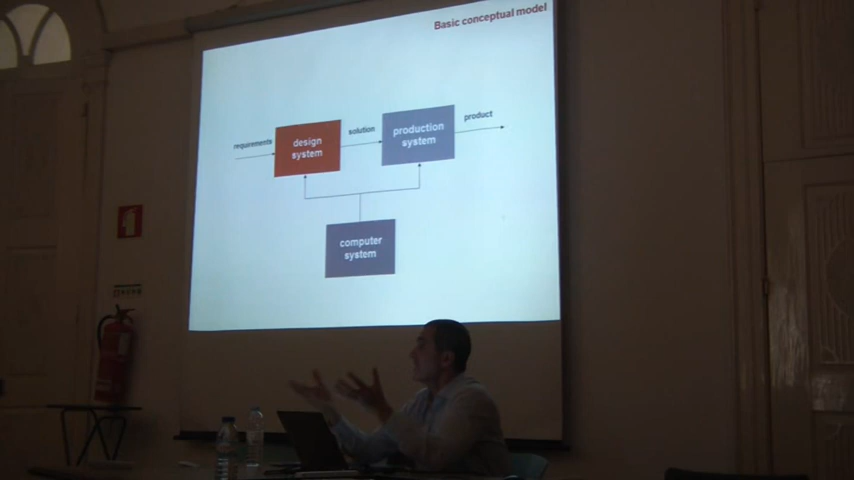 Basic conceptual model
requirements
design
system
solution
production
system
product
computer
system